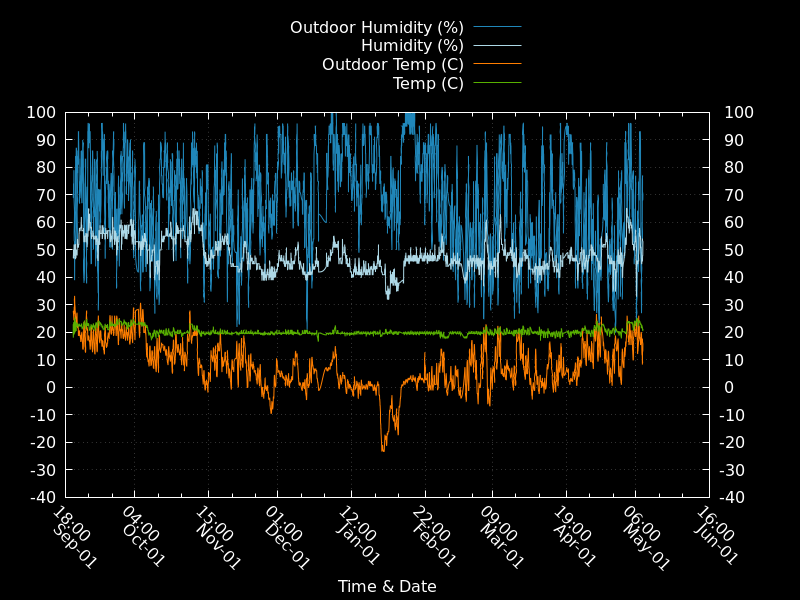 Outdoor Humidity (%)
Humidity (%)
Outdoor Temp (C)
Temp (C)
100 100
90 90
80 80
70 70
60 60
50 50
40 40
30 30
20 20
10 10
0 0
-10 -10
-20 -20
-30 -30
-40 -40
18:00 04:00 15:00 01:00 12:00 22:00 09:00 19:00 06:00 16:00
Sep-01 Oct-01 Nov-01 Dec-01 Jan-01 Feb-01 Mar-01 Apr-01 May-01 Jun-01
Time & Date